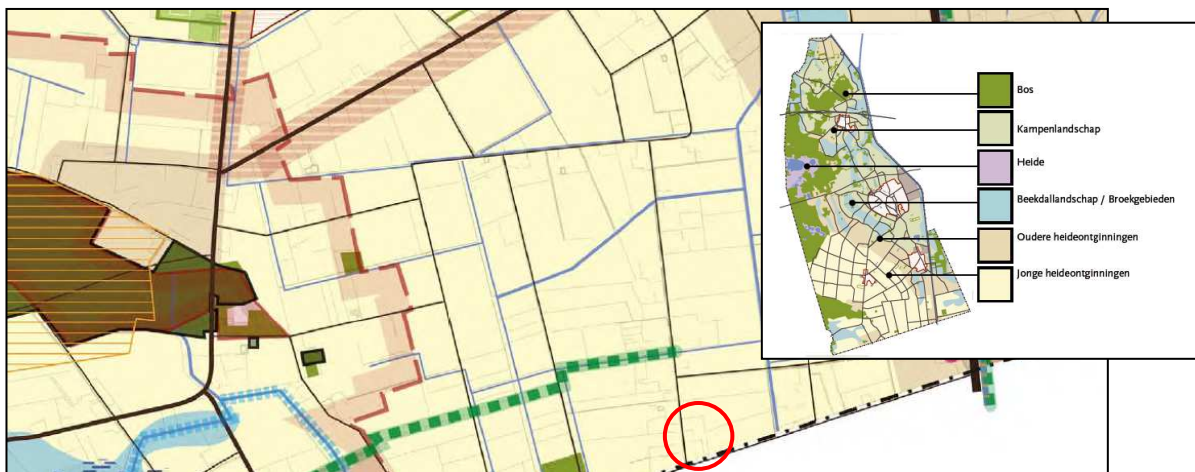 Bos
Kampenlandschap
Heide
Beekdallandschap / Broekgebieden
Oudere heideontginningen
Jonge heideontginningen